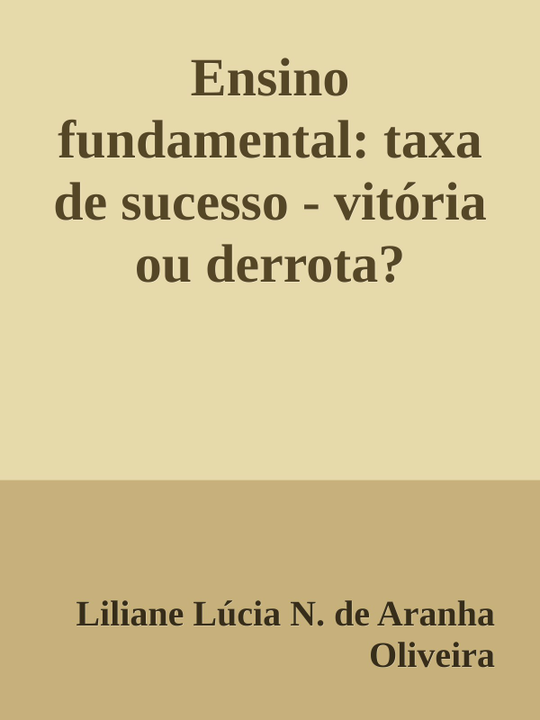 Ensino
fundamental: taxa
de sucesso - vitória
ou derrota?
Liliane Lúcia N. de Aranha
Oliveira